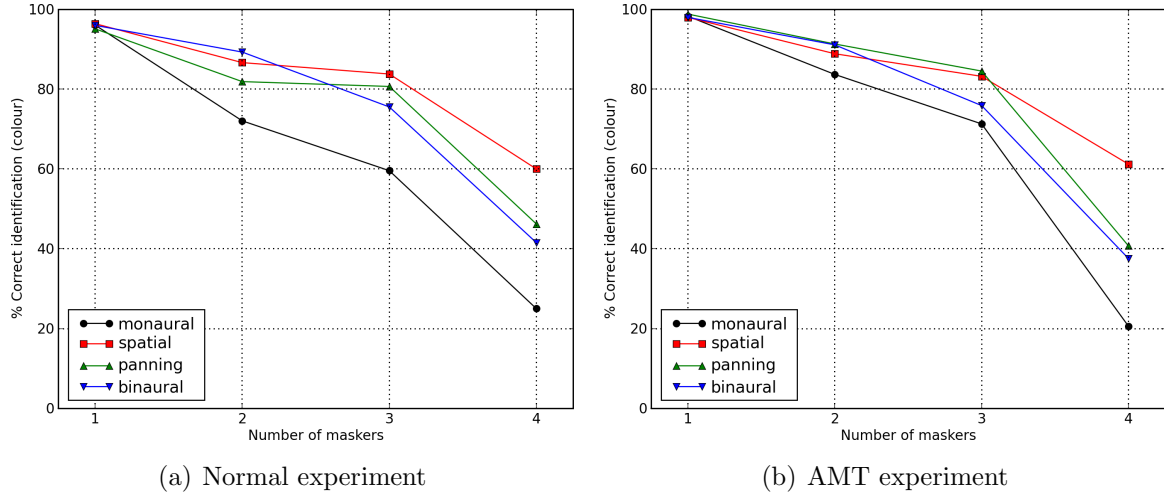 100
80
60
40
20
0
% Correct identification (colour)
monaural
spatial
panning
binaural
1 2 3 4
Number of maskers
(a) Normal experiment
100
80
60
40
20
0
% Correct identification (colour)
monaural
spatial
panning
binaural
1 2 3 4
Number of maskers
(b) AMT experiment